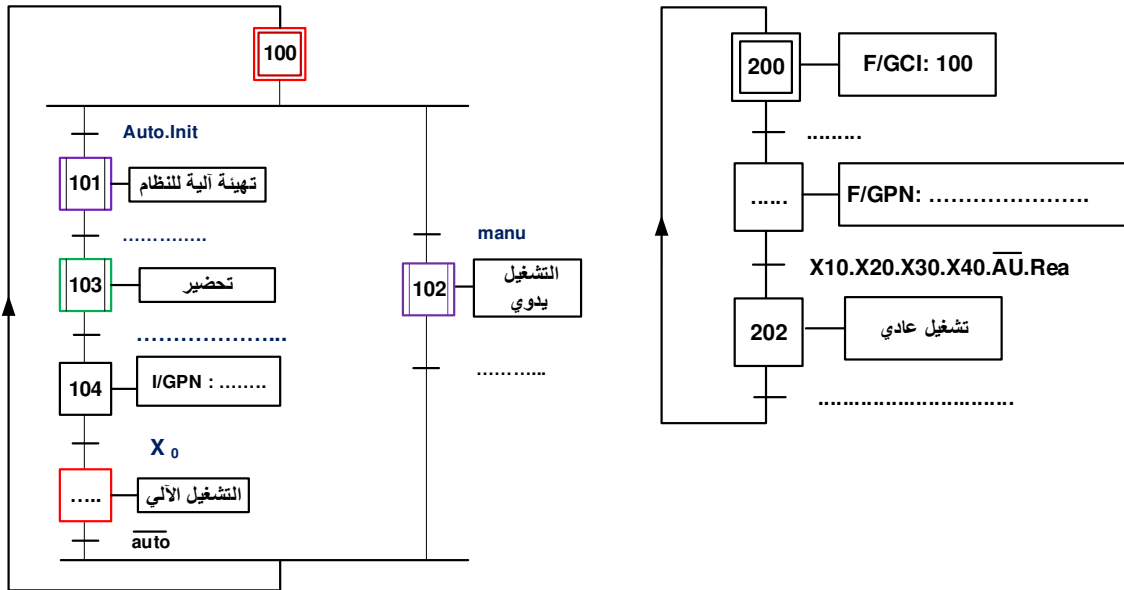 100
Auto.Init
101
تهيئة آلية للنظام
..............
103
تحضير
......................
104
I/GPN : ........
X 0
.....
التشغيل الآلي
auto
manu
102
التشغيل
يدوي
............
200
F/GCI: 100
.........
......
F/GPN: ........................
X10.X20.X30.X40.A̅U̅.Rea
202
تشغيل عادي
................................